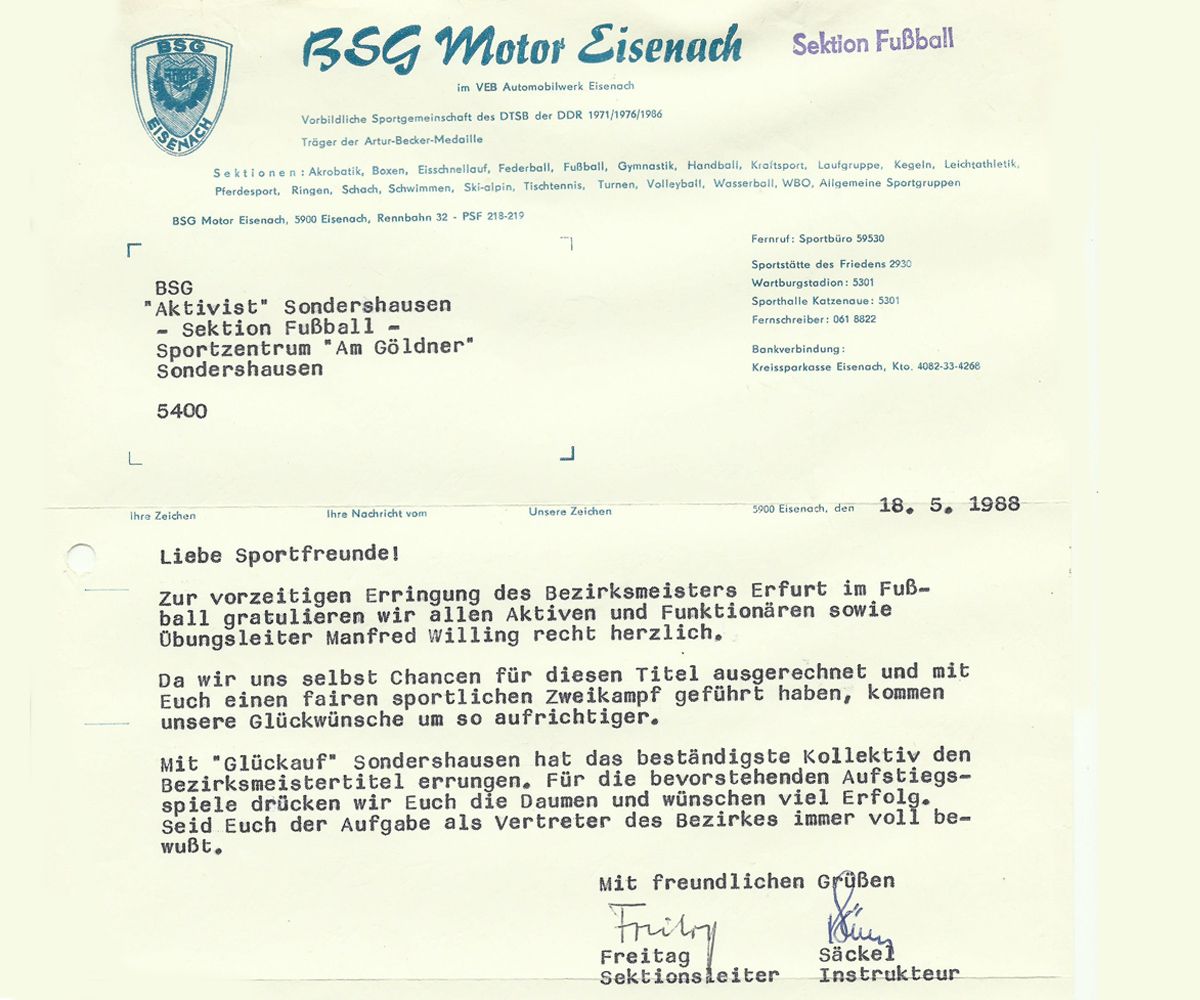 BSG
EISENACH
BSG Motor Eisenach
Sektion Fußball
im VEB Automobilwerk Eisenach
Vorbildliche Sportgemeinschaft des DTSB der DDR 1971/1976/1986
Träger der Artur-Becker-Medaille
Sektionen: Akrobatik, Boxen, Eisschnellauf, Federball, Fußball, Gymnastik, Handball, Kraftsport, Laufgruppe, Kegeln, Leichtathletik,
Pferdesport, Ringen, Schach, Schwimmen, Ski-alpin, Tischtennis, Turnen, Volleyball, Wasserball, WBO, Allgemeine Sportgruppen
BSG Motor Eisenach, 5900 Eisenach, Rennbahn 32 - PSF 218-219
Fernruf: Sportbüro 59530
Sportstätte des Friedens 2930
Wartburgstadion: 5301
Sporthalle Katzenaue: 5301
Fernschreiber: 061 8822
Bankverbindung:
Kreissparkasse Eisenach, Kto. 4082-33-4268
BSG
"Aktivist" Sondershausen
- Sektion Fußball -
Sportzentrum "Am Göldner"
Sondershausen
5400
Ihre Zeichen Ihre Nachricht vom Unsere Zeichen 5900 Eisenach, den 18. 5. 1988
Liebe Sportfreunde!
Zur vorzeitigen Erringung des Bezirksmeisters Erfurt im Fuß-
ball gratulieren wir allen Aktiven und Funktionären sowie
Übungsleiter Manfred Willing recht herzlich.
Da wir uns selbst Chancen für diesen Titel ausgerechnet und mit
Euch einen fairen sportlichen Zweikampf geführt haben, kommen
unsere Glückwünsche um so aufrichtiger.
Mit "Glückauf" Sondershausen hat das beständigste Kollektiv den
Bezirksmeistertitel errungen. Für die bevorstehenden Aufstiegs-
spiele drücken wir Euch die Daumen und wünschen viel Erfolg.
Seid Euch der Aufgabe als Vertreter des Bezirkes immer voll be-
wußt.
Mit freundlichen Grüßen
Freitag Säckel
Sektionsleiter Instrukteur